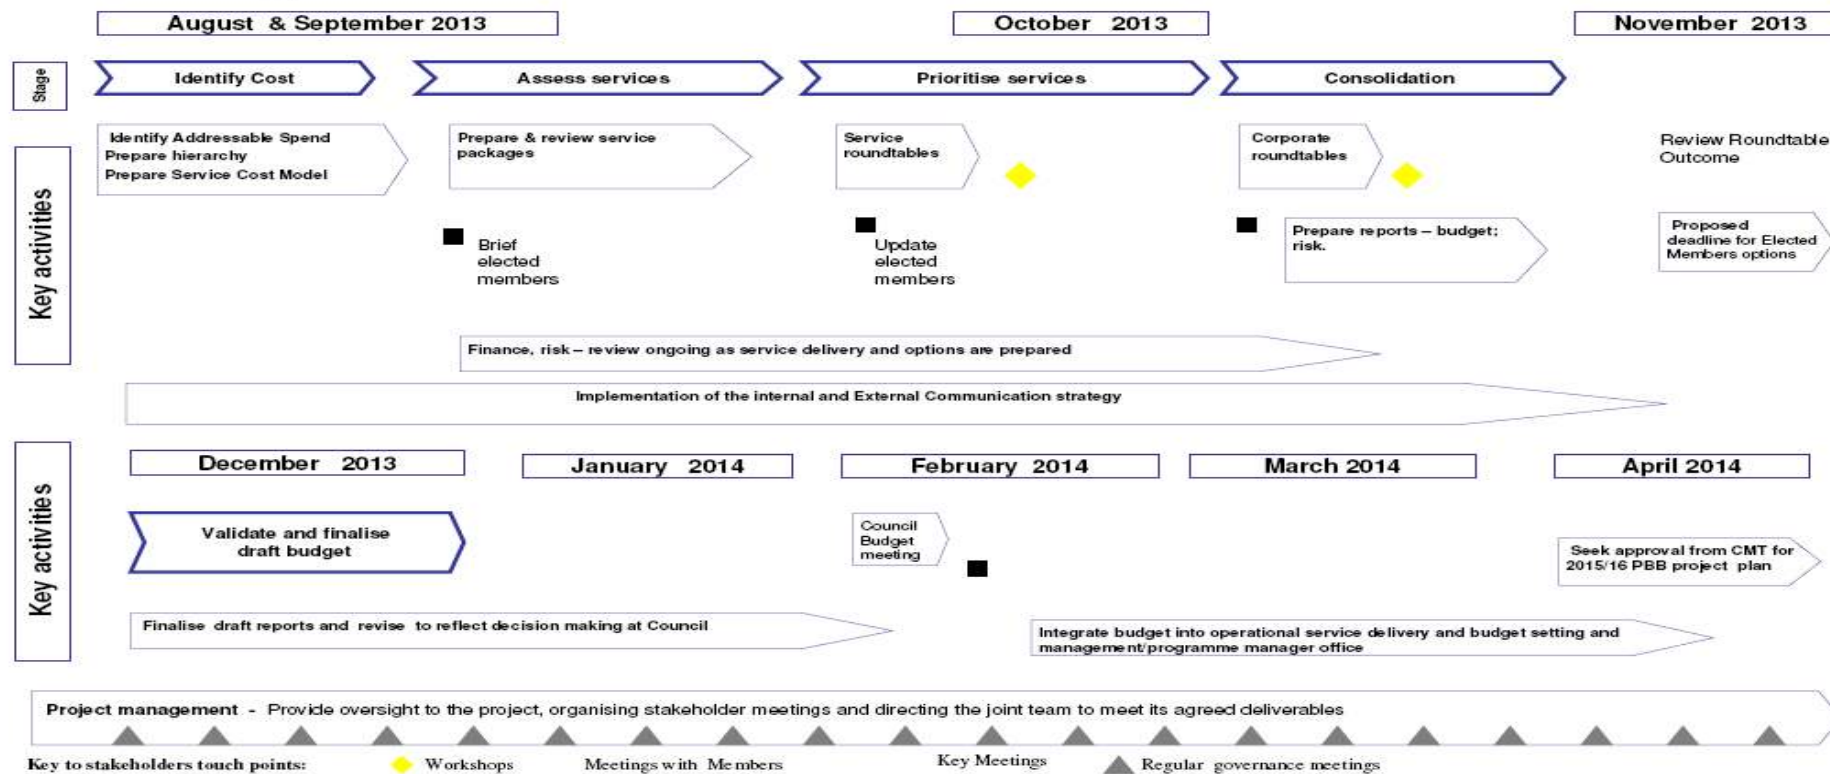 August & September 2013
October 2013
November 2013
Stage
Identify Cost
Assess services
Prioritise services
Consolidation
Key activities
Identify Addressable Spend
Prepare hierarchy
Prepare Service Cost Model
Prepare & review service
packages
Service
roundtables
Corporate
roundtables
Review Roundtable
Outcome
Brief
elected
members
Update
elected
members
Prepare reports – budget;
risk.
Proposed
deadline for Elected
Members options
Finance, risk – review ongoing as service delivery and options are prepared
Implementation of the internal and External Communication strategy
Key activities
December 2013
January 2014
February 2014
March 2014
April 2014
Validate and finalise
draft budget
Council
Budget
meeting
Seek approval from CMT for
2015/16 PBB project plan
Finalise draft reports and revise to reflect decision making at Council
Integrate budget into operational service delivery and budget setting and
management/programme manager office
Project management - Provide oversight to the project, organising stakeholder meetings and directing the joint team to meet its agreed deliverables
Key to stakeholders touch points:
Workshops
Meetings with Members
Key Meetings
Regular governance meetings